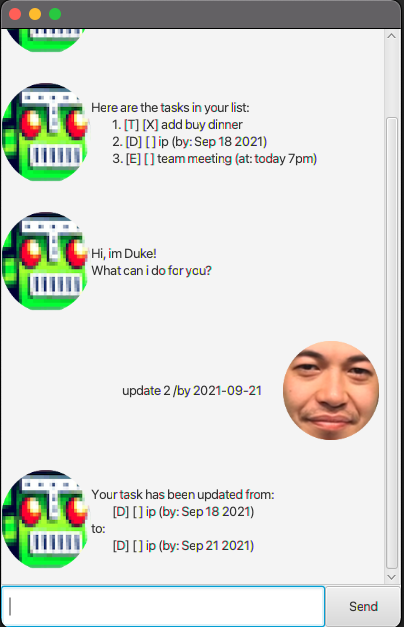 Here are the tasks in your list:
1. [T] [X] add buy dinner
2. [D] [ ] ip (by: Sep 18 2021)
3. [E] [ ] team meeting (at: today 7pm)
Hi, im Duke!
What can i do for you?
update 2 /by 2021-09-21
Your task has been updated from:
[D] [ ] ip (by: Sep 18 2021)
to:
[D] [ ] ip (by: Sep 21 2021)
Send